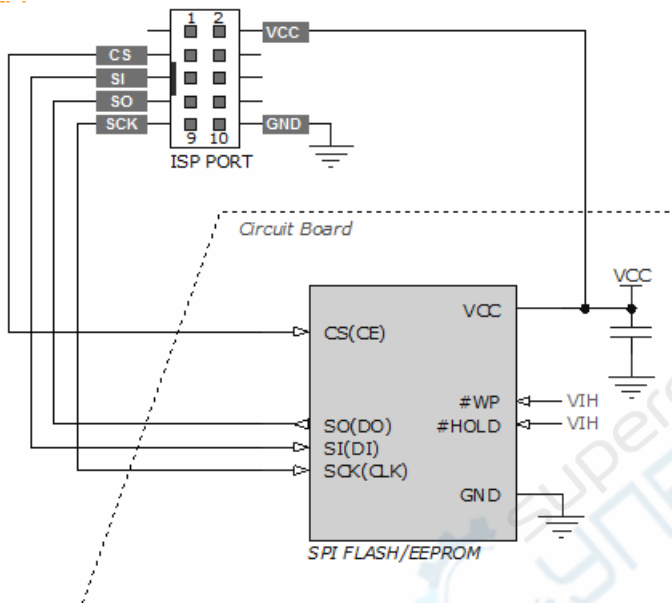 1 2
VCC
CS
SI
SO
SCK
GND
9 10
ISP PORT
Circuit Board
VCC
VCC
CS(CE)
#WP
VIH
SO(DO)
#HOLD
VIH
SI(DI)
SCK(CLK)
GND
SPI FLASH/EEPROM